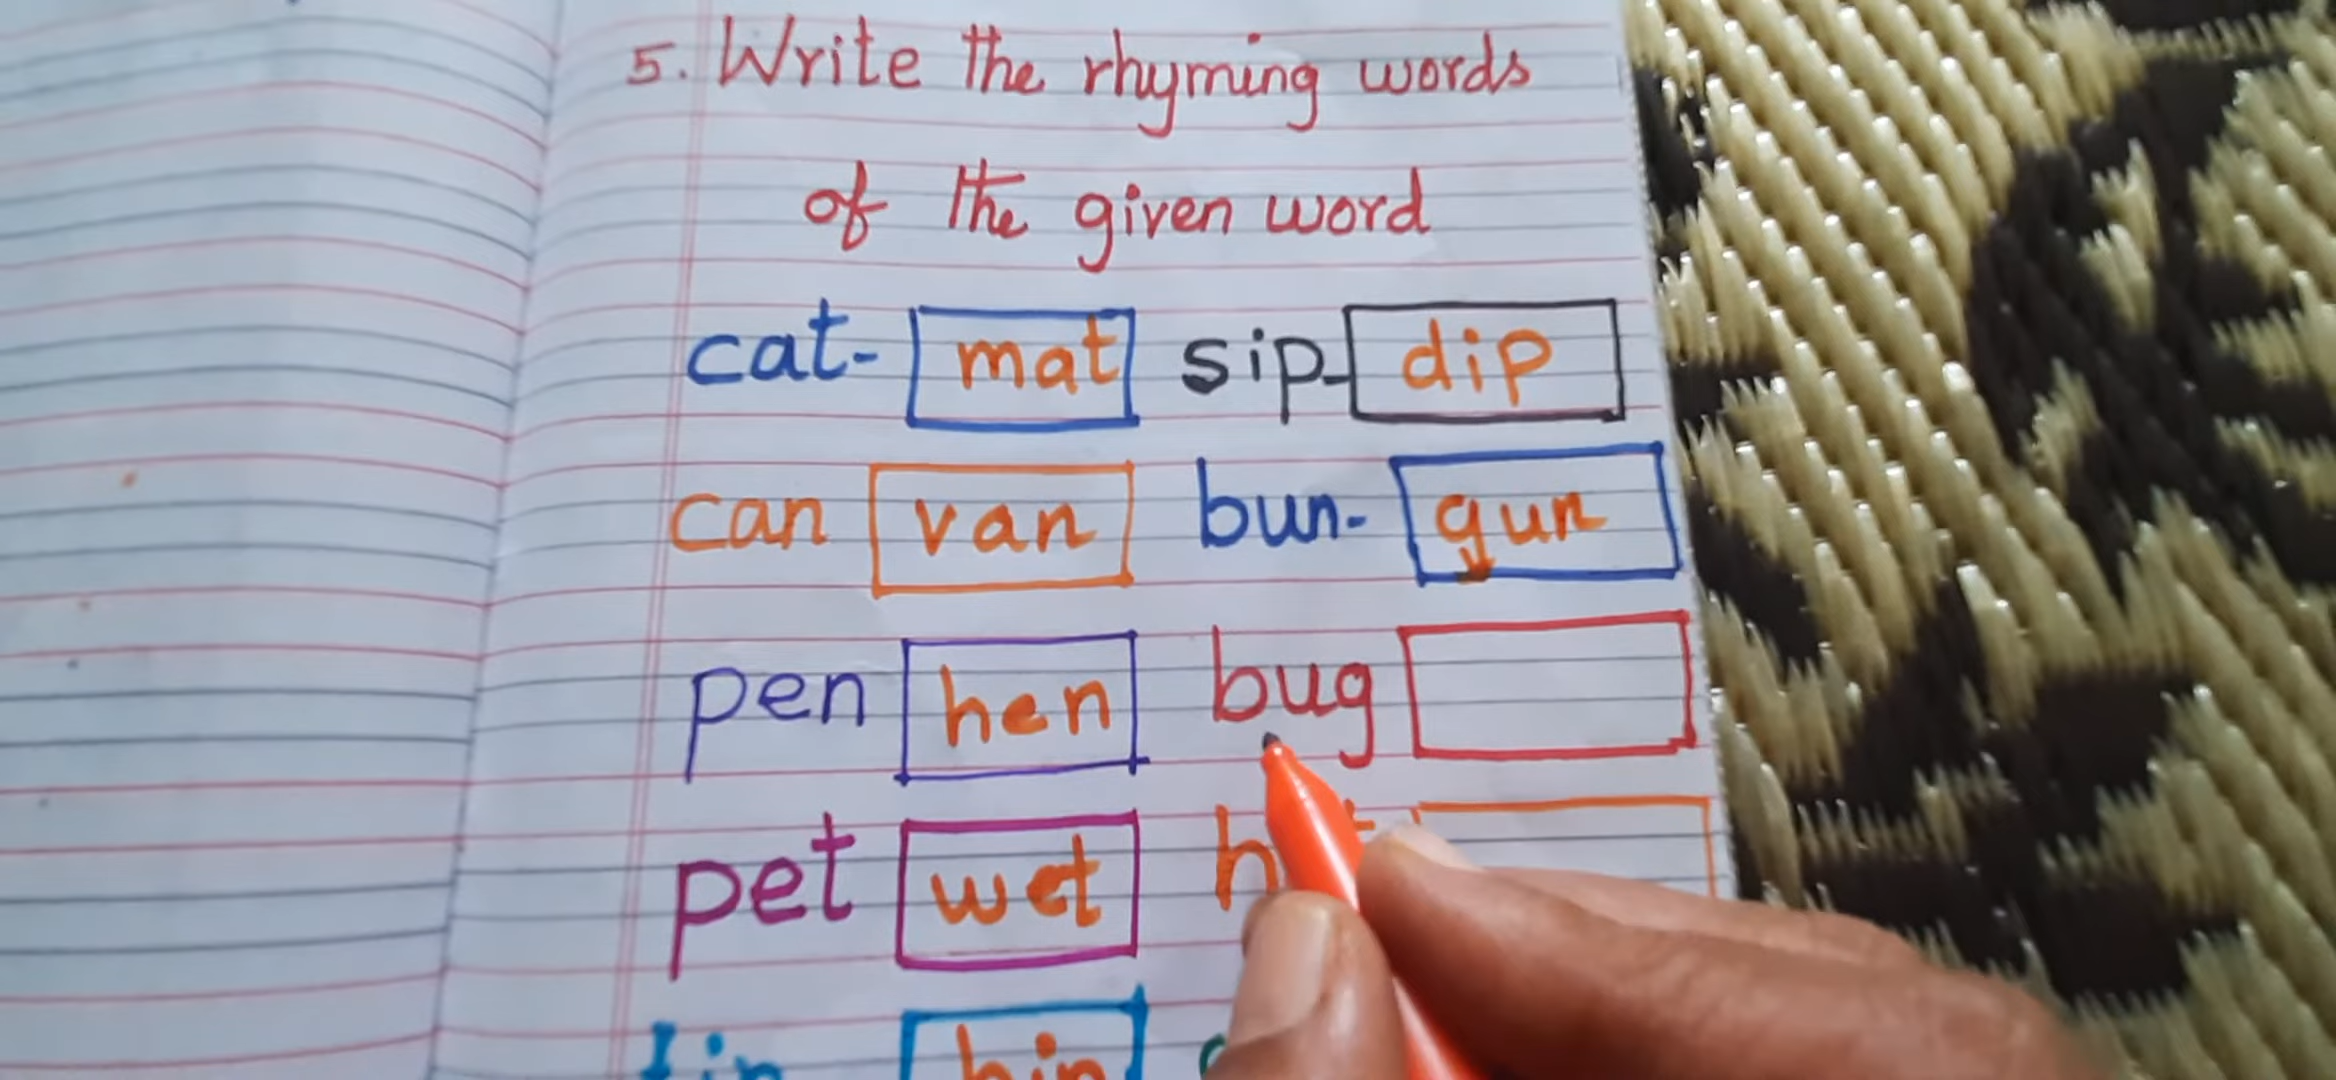 5. Write the rhyming words
of the given word
cat- mat sip- dip
can van bun- gun
pen hen bug
pet wet